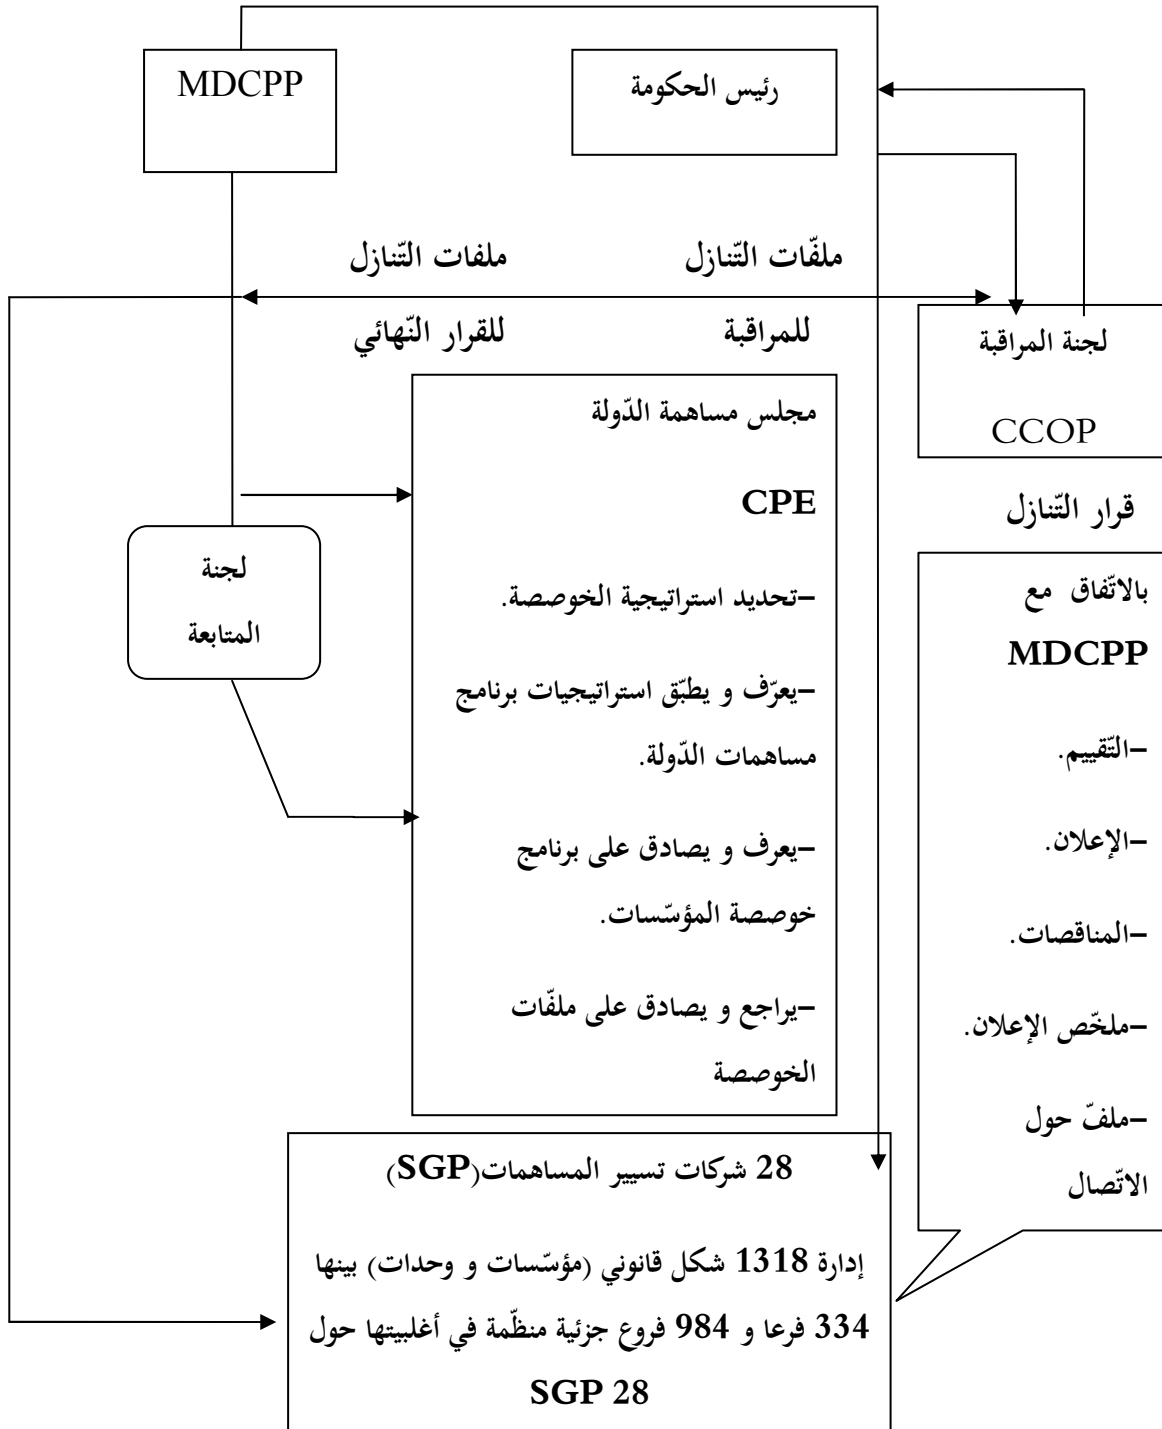 MDCPP
رئيس الحكومة
ملفّات التّنازل
للمراقبة
ملفات التّنازل
للقرار النّهائي
لجنة المراقبة
CCOP
مجلس مساهمة الدّولة
CPE
–تحديد استراتيجية الخوصصة.
–يعرّف و يطبّق استراتيجيات برنامج
مساهمات الدّولة.
–يعرف و يصادق على برنامج
خوصصة المؤسّسات.
–يراجع و يصادق على ملفّات
الخوصصة
لجنة
المتابعة
قرار التّنازل
بالاتّفاق مع
MDCPP
–التّقييم.
–الإعلان.
–المناقصات.
–ملخّص الإعلان.
–ملفّ حول
الاتّصال
28 شركات تسيير المساهمات(SGP)
إدارة 1318 شكل قانوني (مؤسّسات و وحدات) بينها
334 فرعا و 984 فروع جزئية منظّمة في أغلبيتها حول
SGP 28